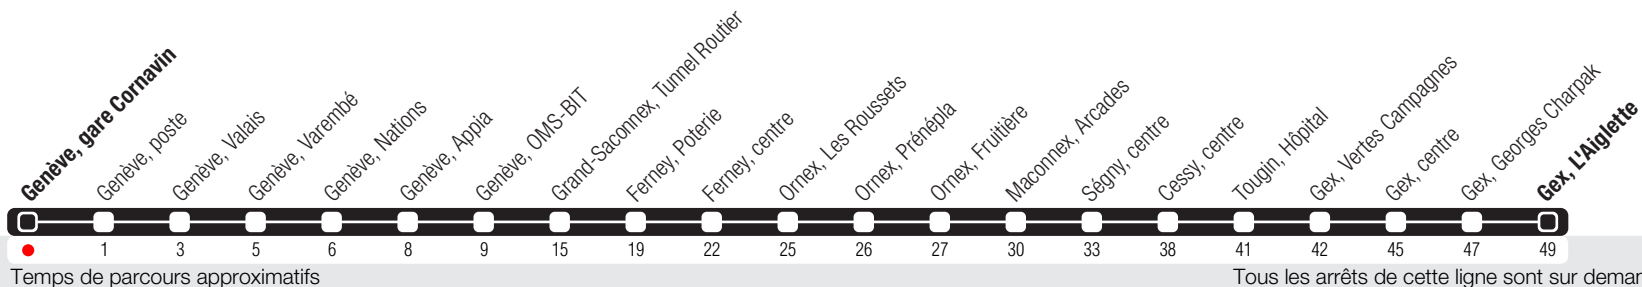 Genève, gare Cornavin
Genève, poste
Genève, Valais
Genève, Varembé
Genève, Nations
Genève, Appia
Genève, OMS-BIT
Grand-Saconnex, Tunnel Routier
Ferney, Poterie
Ferney, centre
Ornex, Les Roussets
Ornex, Prénépla
Ornex, Fruitière
Maconnex, Arcades
Ségny, centre
Cessy, centre
Tougin, Hôpital
Gex, Vertes Campagnes
Gex, centre
Gex, Georges Charpak
Gex, L'Aiglette
1 3 5 6 8 9 15 19 22 25 26 27 30 33 38 41 42 45 47 49
Temps de parcours approximatifs
Tous les arrêts de cette ligne sont sur deman